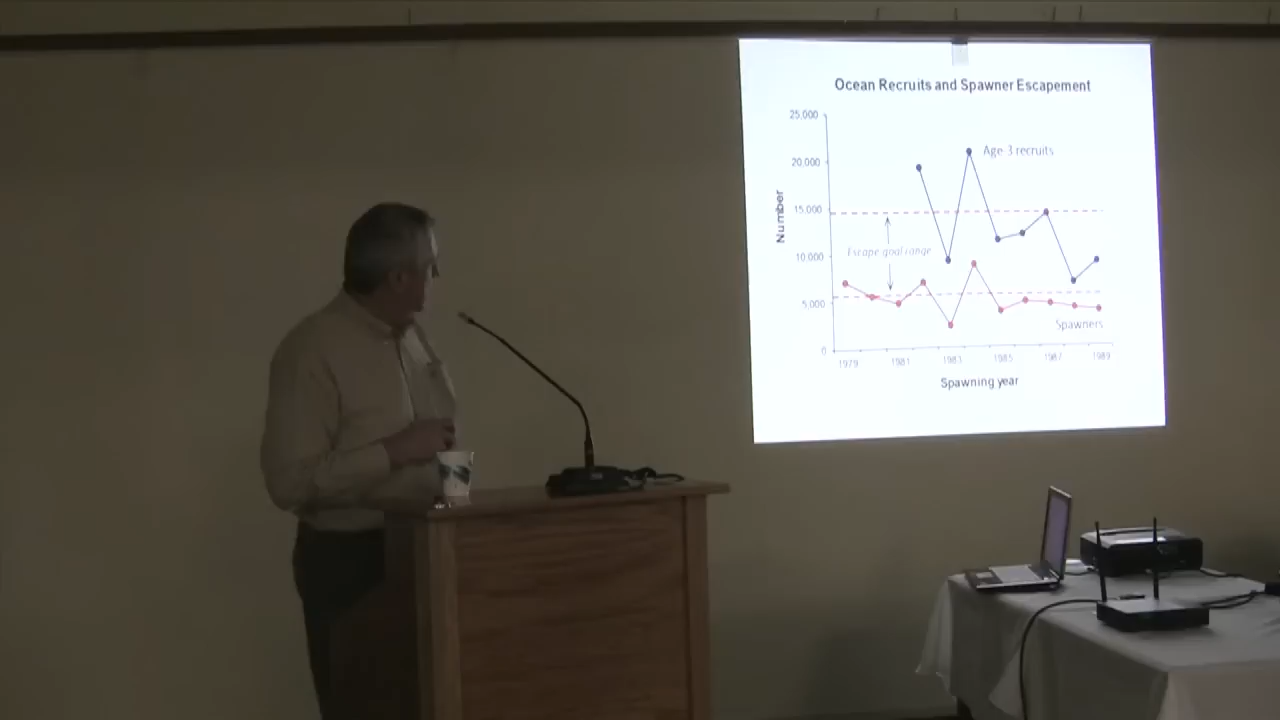 Ocean Recruits and Spawner Escapement
25,000
20,000
15,000
10,000
5,000
0
Number
Age-3 recruits
Escape goal range
Spawners
1979 1981 1983 1985 1987 1989
Spawning year